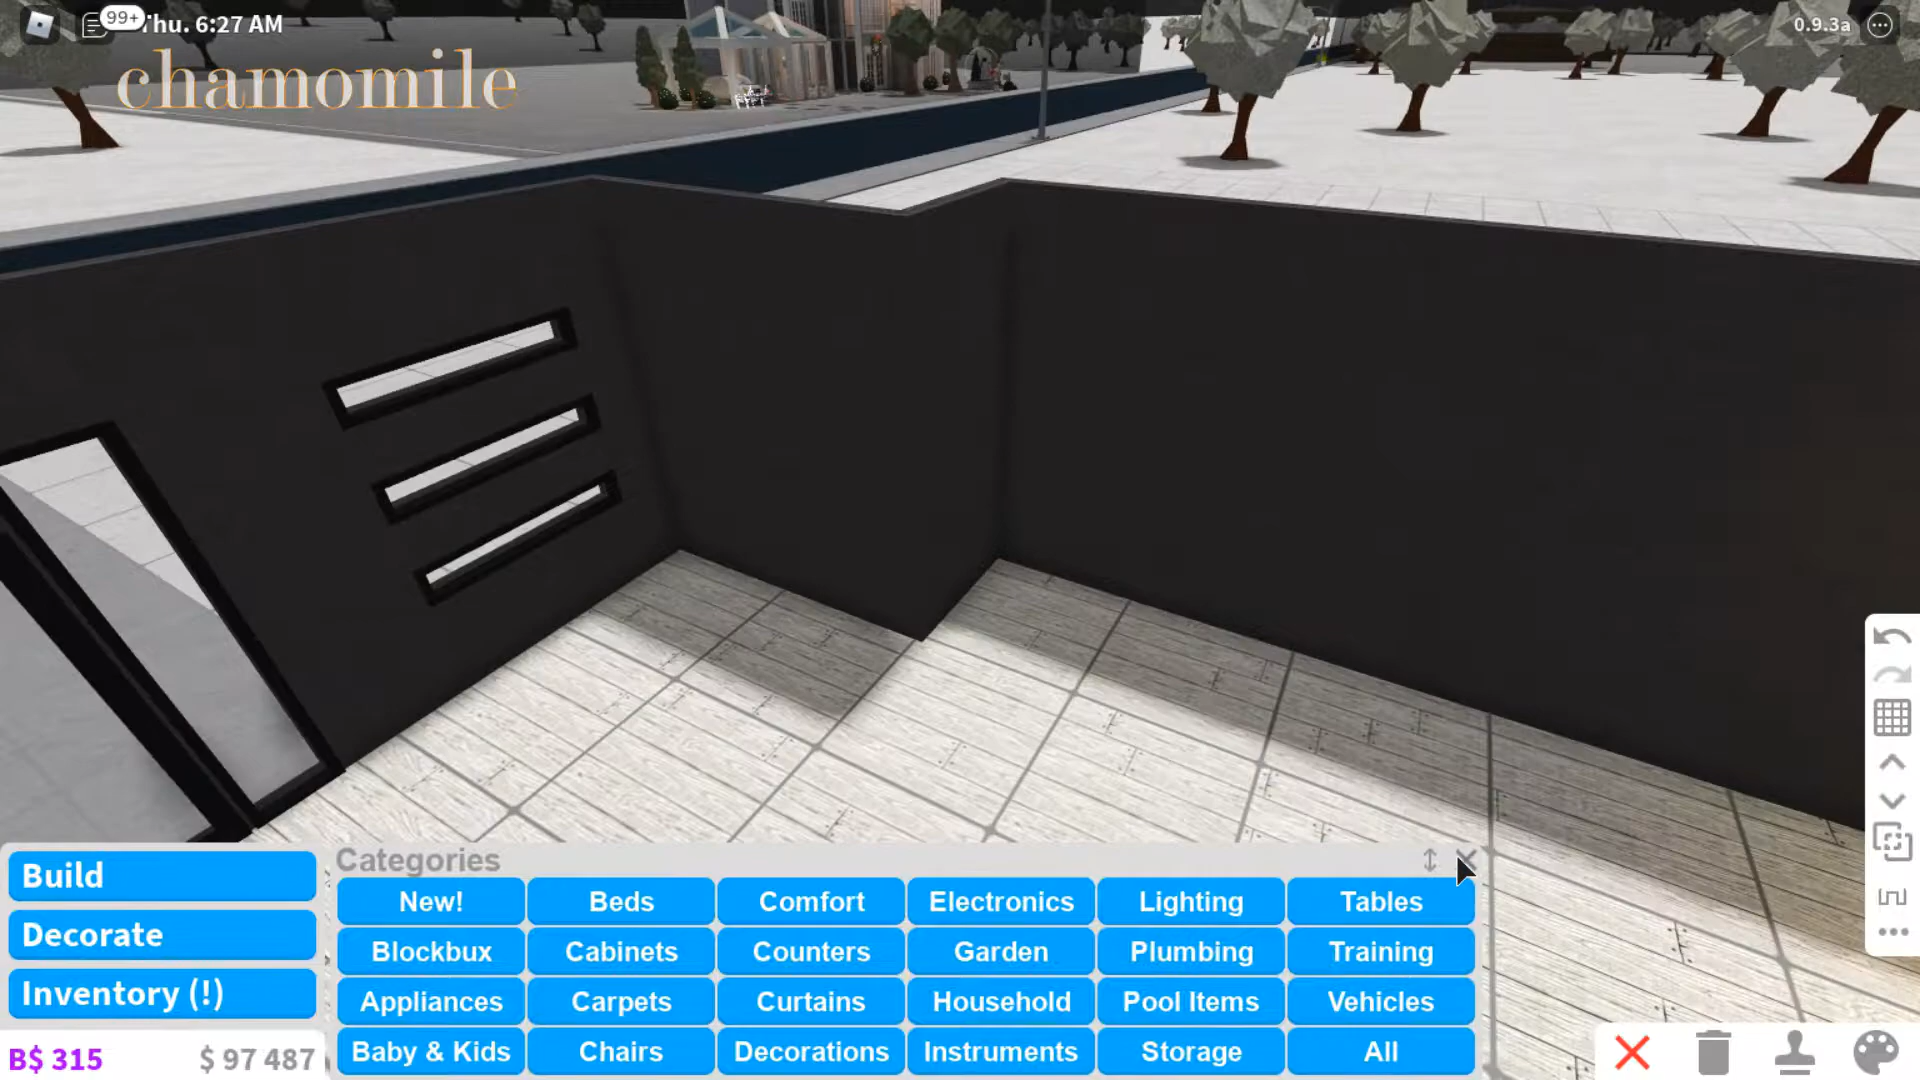 99+
Thu. 6:27 AM
0.9.3a
chamomile
Build
Decorate
Inventory (!)
B$ 315
$ 97 487
Categories
New!
Beds
Comfort
Electronics
Lighting
Tables
Blockbux
Cabinets
Counters
Garden
Plumbing
Training
Appliances
Carpets
Curtains
Household
Pool Items
Vehicles
Baby & Kids
Chairs
Decorations
Instruments
Storage
All